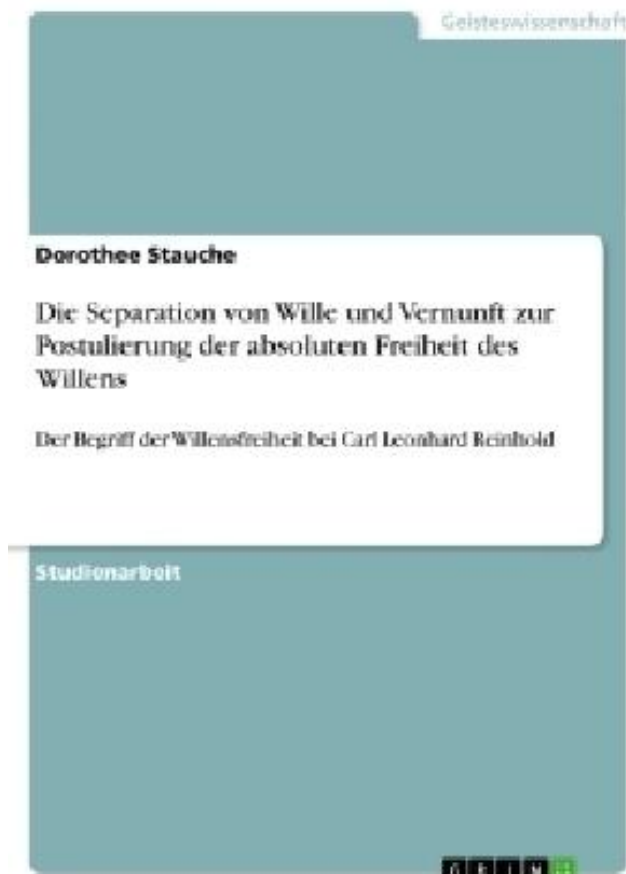 Geisteswissenschaft
Dorothee Stauche
Die Separation von Wille und Vernunft zur
Postulierung der absoluten Freiheit des
Willens
Der Begriff der Willensfreiheit bei Carl Leonhard Reinhold
Studienarbeit
GRIN